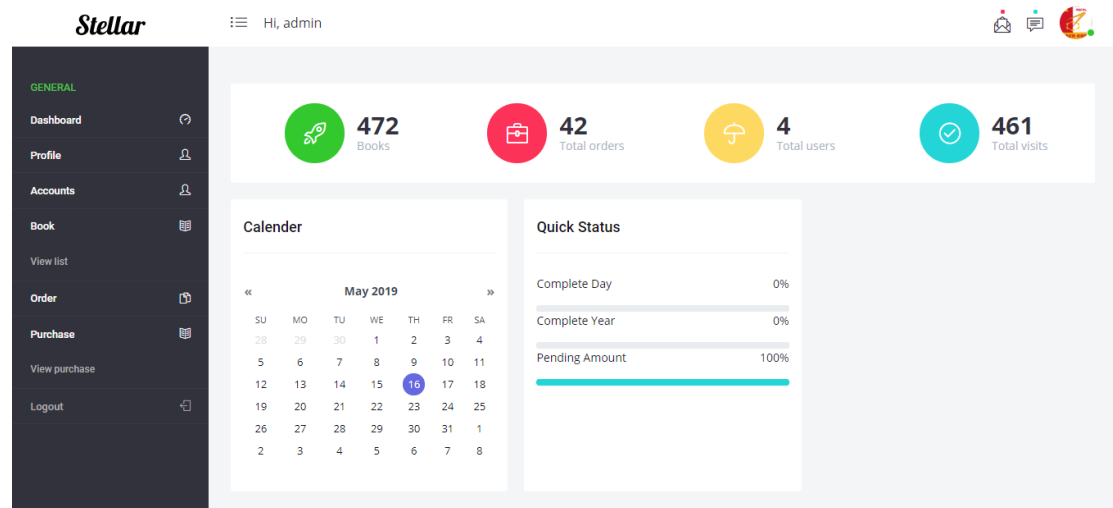 Stellar
Hi, admin
GENERAL
Dashboard
Profile
Accounts
Book
View list
Order
Purchase
View purchase
Logout
472
Books
42
Total orders
4
Total users
461
Total visits
Calender
« May 2019 »
SU MO TU WE TH FR SA
28 29 30 1 2 3 4
5 6 7 8 9 10 11
12 13 14 15 16 17 18
19 20 21 22 23 24 25
26 27 28 29 30 31 1
2 3 4 5 6 7 8
Quick Status
Complete Day 0%
Complete Year 0%
Pending Amount 100%